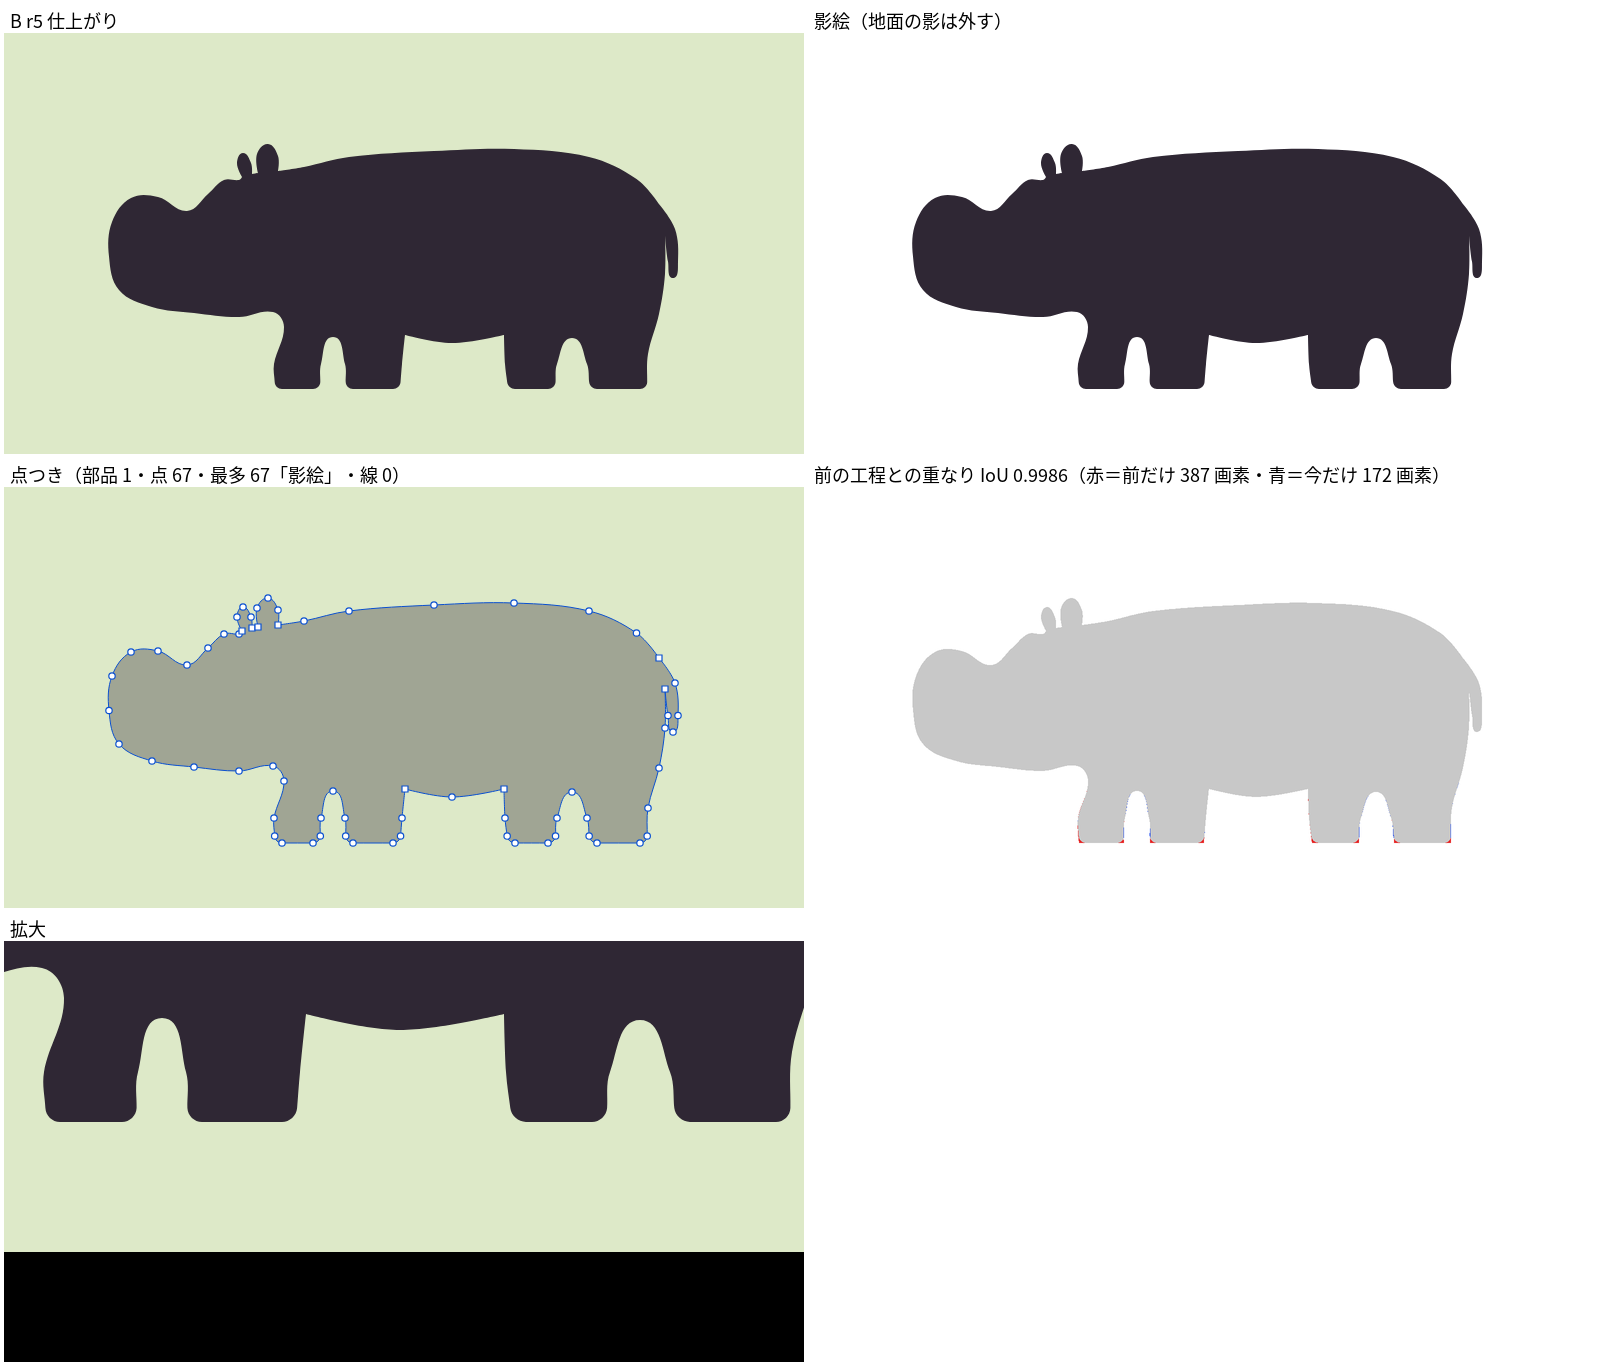 B r5 仕上がり
影絵（地面の影は外す）
点つき（部品 1・点 67・最多 67「影絵」・線 0）
前の工程との重なり IoU 0.9986（赤＝前だけ 387 画素・青＝今だけ 172 画素）
拡大